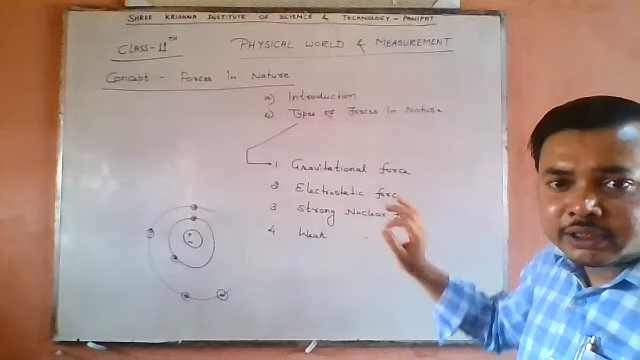 SHREE KRISHNA INSTITUTE OF SCIENCE & TECHNOLOGY - PANIPAT
CLASS - 11TH PHYSICAL WORLD & MEASUREMENT
Concept - Forces In Nature
a) Introduction
b) Types of Forces In Nature
1 Gravitational force
2 Electrostatic force
3 Strong Nuclear
4 Weak